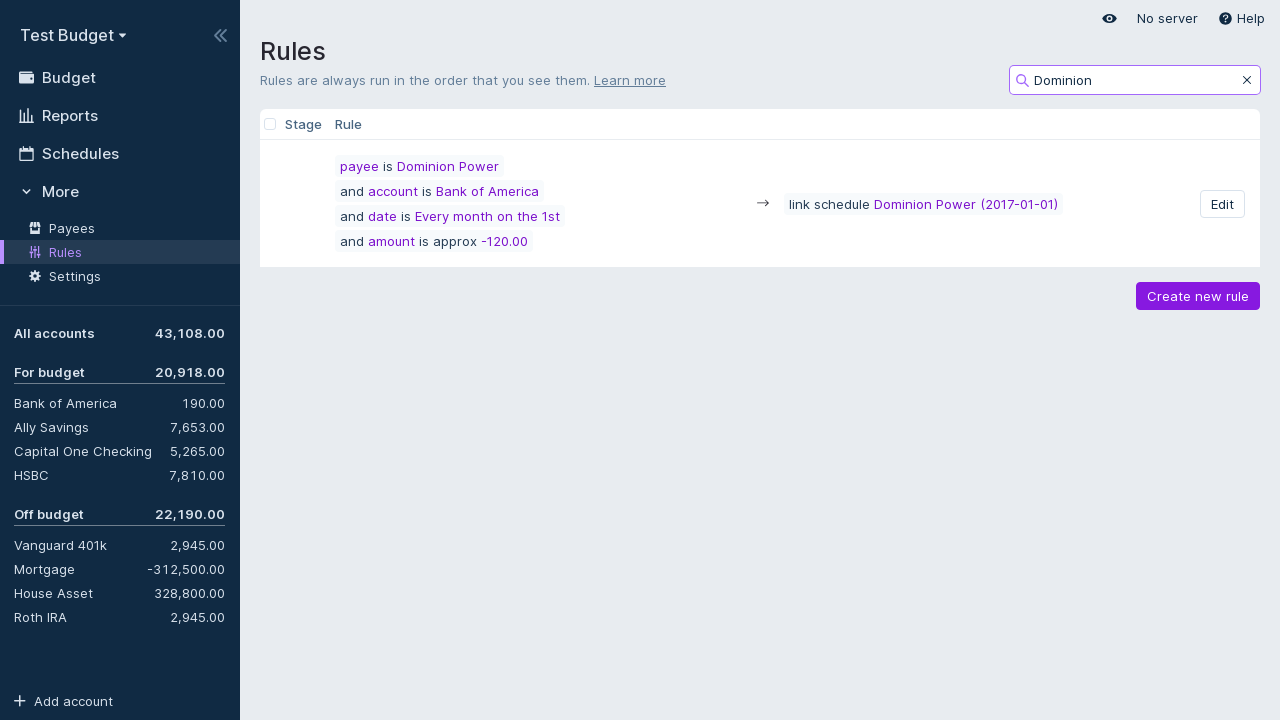 Test Budget
Budget
Reports
Schedules
More
Payees
Rules
Settings
All accounts 43,108.00
For budget 20,918.00
Bank of America 190.00
Ally Savings 7,653.00
Capital One Checking 5,265.00
HSBC 7,810.00
Off budget 22,190.00
Vanguard 401k 2,945.00
Mortgage -312,500.00
House Asset 328,800.00
Roth IRA 2,945.00
Add account
No server Help
Rules
Rules are always run in the order that you see them. Learn more
Dominion
Stage Rule
payee is Dominion Power
and account is Bank of America
and date is Every month on the 1st
and amount is approx -120.00
→ link schedule Dominion Power (2017-01-01)
Edit
Create new rule